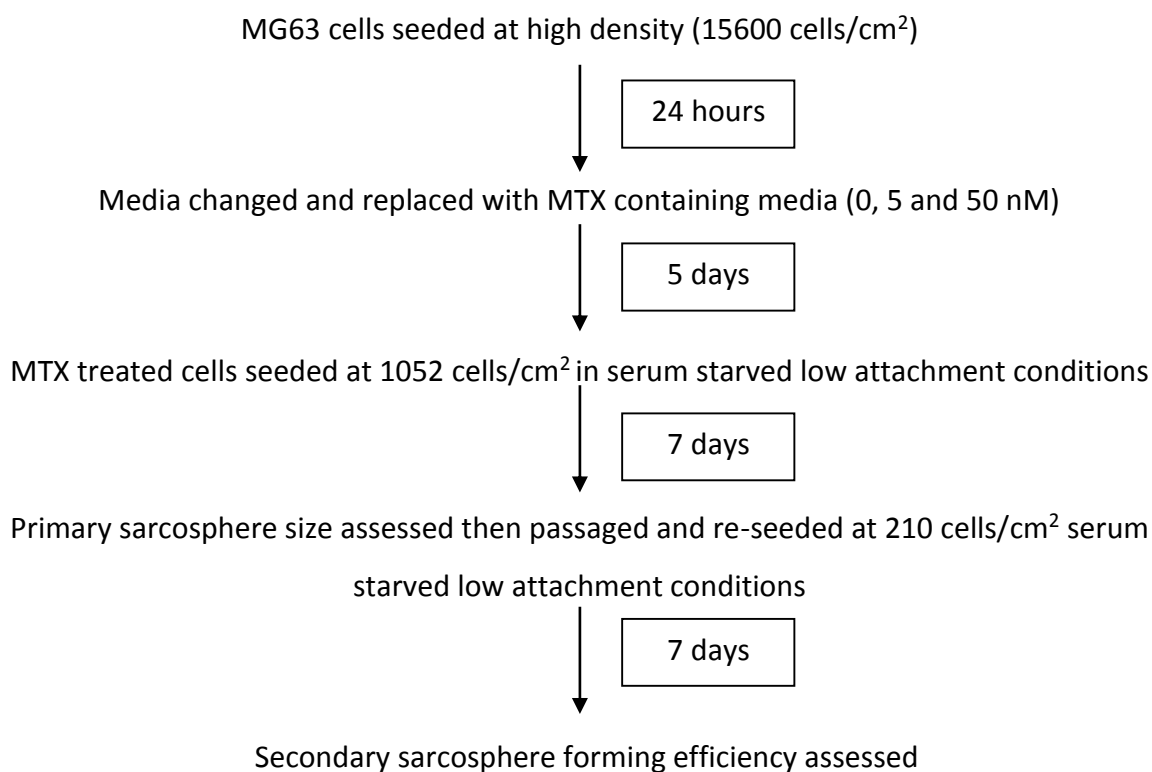 MG63 cells seeded at high density (15600 cells/cm²)
24 hours
Media changed and replaced with MTX containing media (0, 5 and 50 nM)
5 days
MTX treated cells seeded at 1052 cells/cm² in serum starved low attachment conditions
7 days
Primary sarcosphere size assessed then passaged and re-seeded at 210 cells/cm² serum
starved low attachment conditions
7 days
Secondary sarcosphere forming efficiency assessed